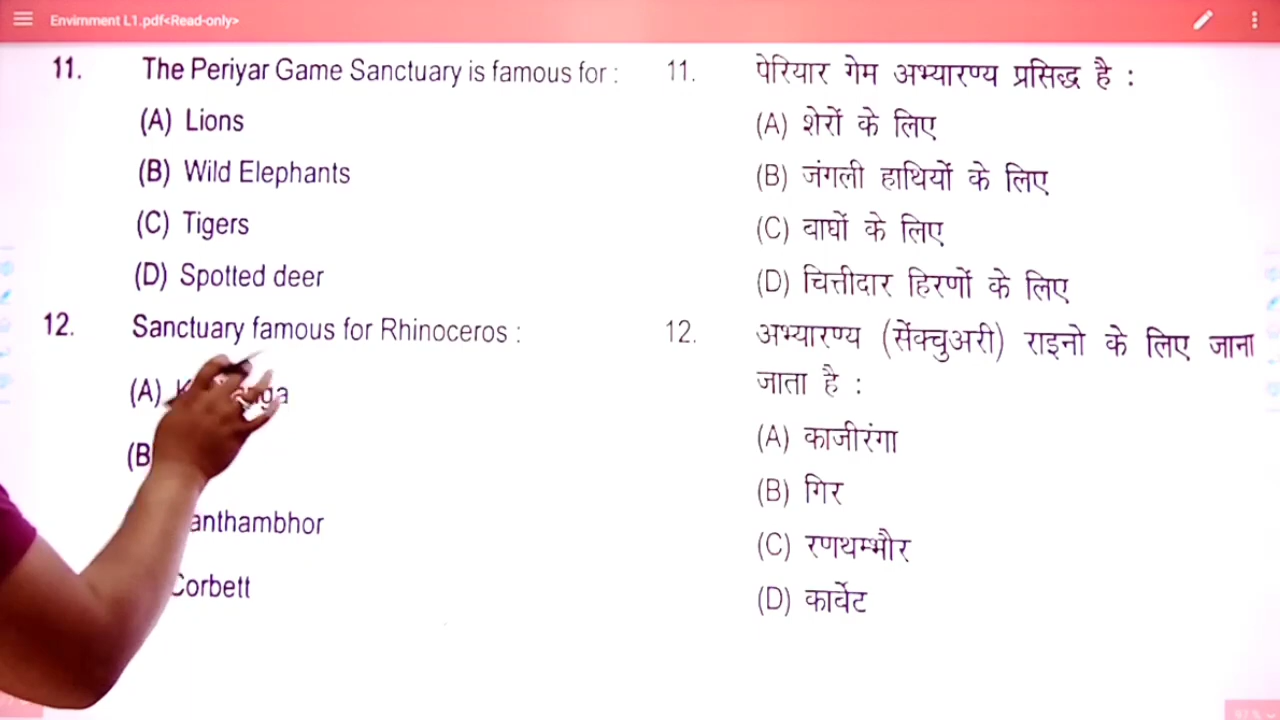 Envirnment L1.pdf<Read-only>
11. The Periyar Game Sanctuary is famous for :
(A) Lions
(B) Wild Elephants
(C) Tigers
(D) Spotted deer
12. Sanctuary famous for Rhinoceros :
(A)
(B
anthambhor
Corbett
11. पेरियार गेम अभ्यारण्य प्रसिद्ध है :
(A) शेरों के लिए
(B) जंगली हाथियों के लिए
(C) वाघों के लिए
(D) चित्तीदार हिरणों के लिए
12. अभ्यारण्य (सेंक्चुअरी) राइनो के लिए जाना
जाता है :
(A) काजीरंगा
(B) गिर
(C) रणथम्भौर
(D) कार्वेट